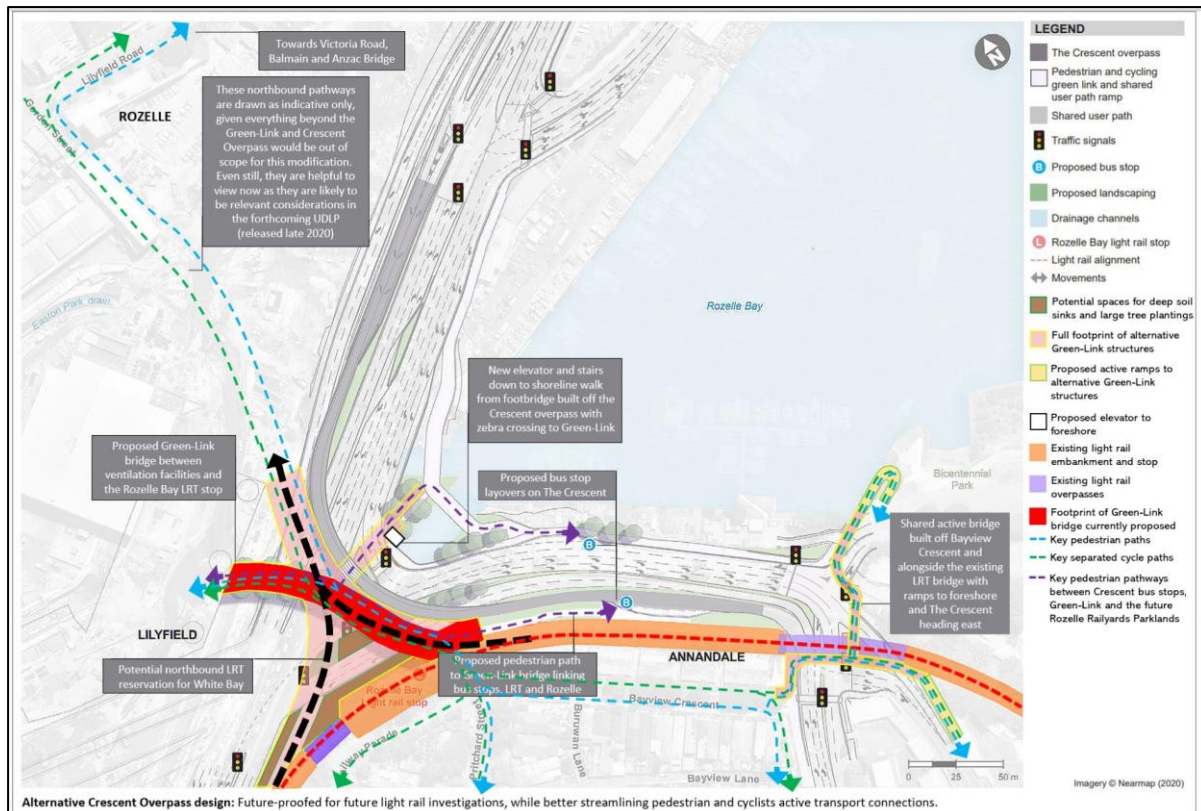 Towards Victoria Road,
Balmain and Anzac Bridge
Lilyfield Road
Gordon Street
ROZELLE
These northbound pathways
are drawn as indicative only,
given everything beyond the
Green-Link and Crescent
Overpass would be out of
scope for this modification.
Even still, they are helpful to
view now as they are likely to
be relevant considerations in
the forthcoming UDLP
(released late 2020)
Easton Park drain
Rozelle Bay
New elevator and stairs
down to shoreline walk
from footbridge built off the
Crescent overpass with
zebra crossing to Green-Link
Proposed Green-Link
bridge between
ventilation facilities and
the Rozelle Bay LRT stop
Proposed bus stop
layovers on The Crescent
B
B
Bicentennial
Park
Shared active bridge
built off Bayview
Crescent and
alongside the existing
LRT bridge with
ramps to foreshore
and The Crescent
heading east
LILYFIELD
Potential northbound LRT
reservation for White Bay
Rozelle Bay
Light rail stop
Proposed pedestrian path
to Green-Link bridge linking
bus stops, LRT and Rozelle
ANNANDALE
Bayview Crescent
Railway Parade
Pritchard Street
Buruwan Lane
Bayview Lane
0 25 50 m
LEGEND
The Crescent overpass
Pedestrian and cycling
green link and shared
user path ramp
Shared user path
Traffic signals
B Proposed bus stop
Proposed landscaping
Drainage channels
L Rozelle Bay light rail stop
Light rail alignment
Movements
Potential spaces for deep soil
sinks and large tree plantings
Full footprint of alternative
Green-Link structures
Proposed active ramps to
alternative Green-Link
structures
Proposed elevator to
foreshore
Existing light rail
embankment and stop
Existing light rail
overpasses
Footprint of Green-Link
bridge currently proposed
Key pedestrian paths
Key separated cycle paths
Key pedestrian pathways
between Crescent bus stops,
Green-Link and the future
Rozelle Railyards Parklands
Imagery © Nearmap (2020)
Alternative Crescent Overpass design: Future-proofed for future light rail investigations, while better streamlining pedestrian and cyclists active transport connections.